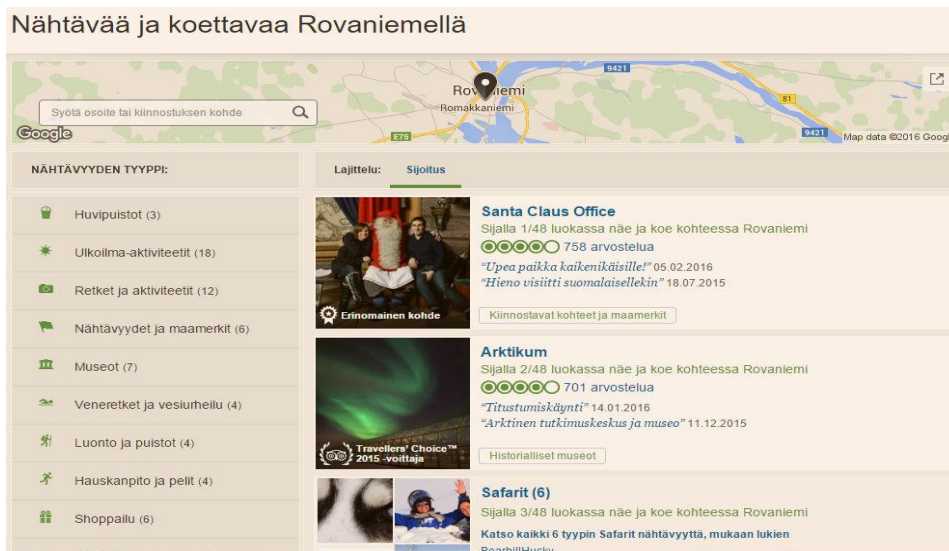 Nähtävää ja koettavaa Rovaniemellä
9421
Rovaniemi
Romakkaniemi
81
E75
9421
Syötä osoite tai kiinnostuksen kohde
Google
Map data ©2016 Googl
NÄHTÄVYYDEN TYYPPI:
Huvipuistot (3)
Ulkoilma-aktiviteetit (18)
Retket ja aktiviteetit (12)
Nähtävyydet ja maamerkit (6)
Museot (7)
Veneretket ja vesiurheilu (4)
Luonto ja puistot (4)
Hauskanpito ja pelit (4)
Shoppailu (6)
Lajittelu: Sijoitus
Santa Claus Office
Sijalla 1/48 luokassa näe ja koe kohteessa Rovaniemi
758 arvostelua
“Upea paikka kaikenikäisille!” 05.02.2016
“Hieno visiitti suomalaisellekin” 18.07.2015
Erinomainen kohde
Kiinnostavat kohteet ja maamerkit
Arktikum
Sijalla 2/48 luokassa näe ja koe kohteessa Rovaniemi
701 arvostelua
“Titustumiskäynti” 14.01.2016
“Arktinen tutkimuskeskus ja museo” 11.12.2015
Travellers' Choice™
2015 -voittaja
Historialliset museot
Safarit (6)
Sijalla 3/48 luokassa näe ja koe kohteessa Rovaniemi
Katso kaikki 6 tyypin Safarit nähtävyyttä, mukaan lukien
BearhillHusky